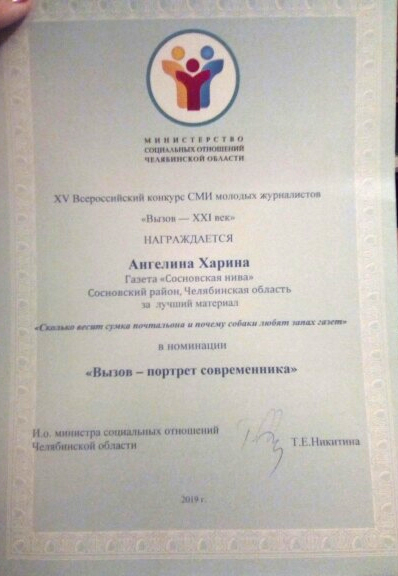 МИНИСТЕРСТВО
СОЦИАЛЬНЫХ ОТНОШЕНИЙ
ЧЕЛЯБИНСКОЙ ОБЛАСТИ
XV Всероссийский конкурс СМИ молодых журналистов
«Вызов — XXI век»
НАГРАЖДАЕТСЯ
Ангелина Харина
Газета «Сосновская нива»
Сосновский район, Челябинская область
за лучший материал
«Сколько весит сумка почтальона и почему собаки любят запах газет»
в номинации
«Вызов – портрет современника»
И.о. министра социальных отношений
Челябинской области
Т.Е.Никитина
2019 г.